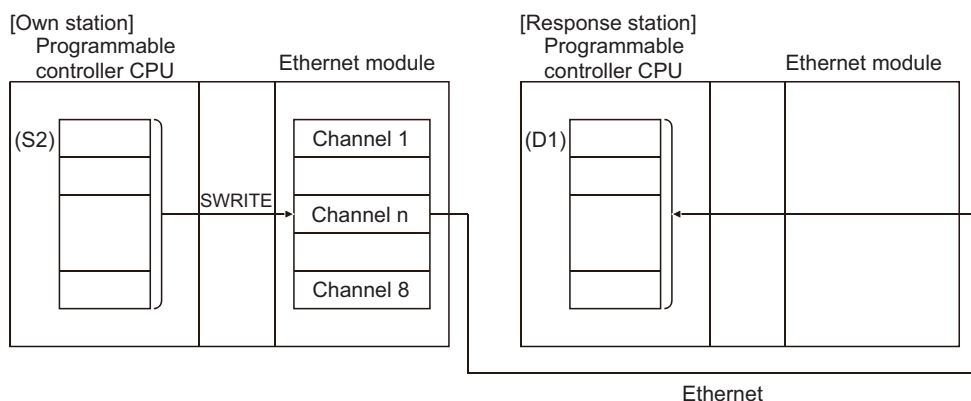 [Own station]
Programmable
controller CPU
Ethernet module
(S2)
SWRITE
Channel 1
Channel n
Channel 8
[Response station]
Programmable
controller CPU
Ethernet module
(D1)
Ethernet